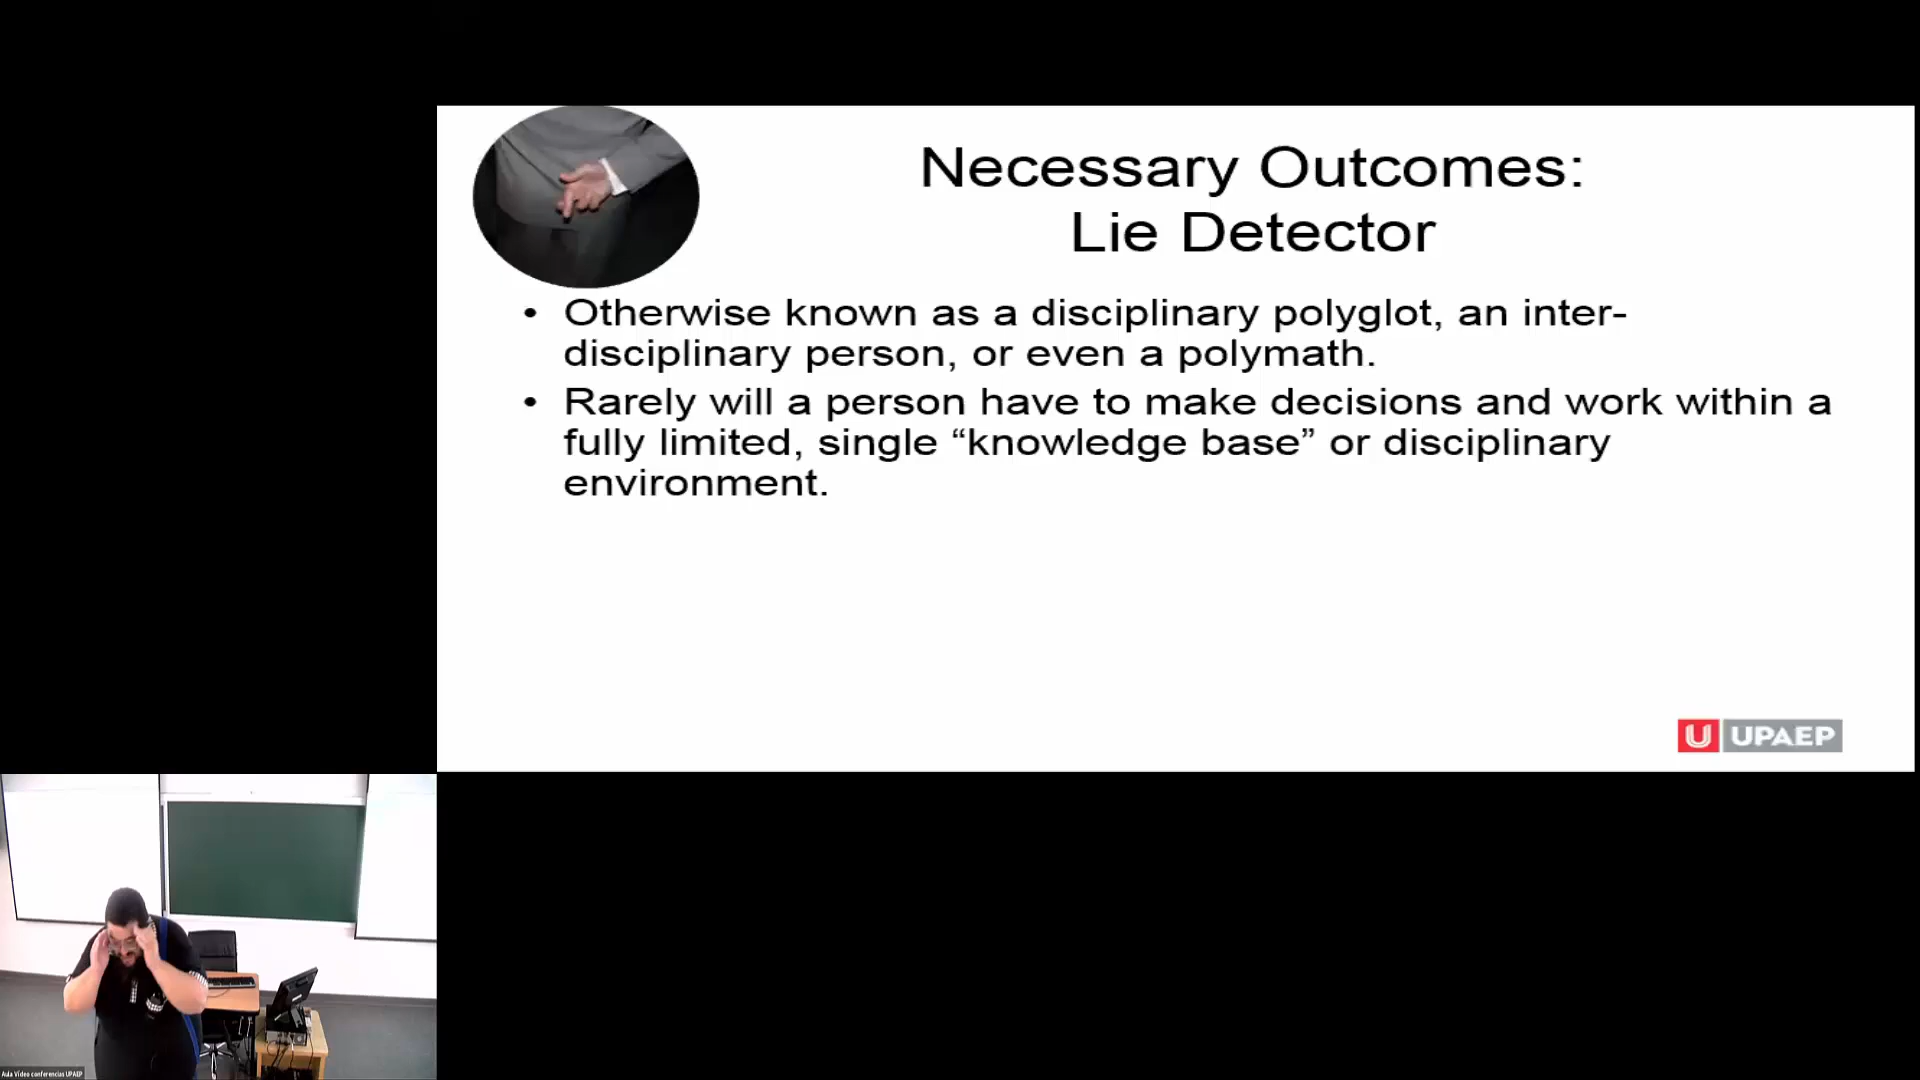 Necessary Outcomes:
Lie Detector
• Otherwise known as a disciplinary polyglot, an inter-
disciplinary person, or even a polymath.
• Rarely will a person have to make decisions and work within a
fully limited, single “knowledge base” or disciplinary
environment.
U UPAEP
Aula Video conferencias UPAEP